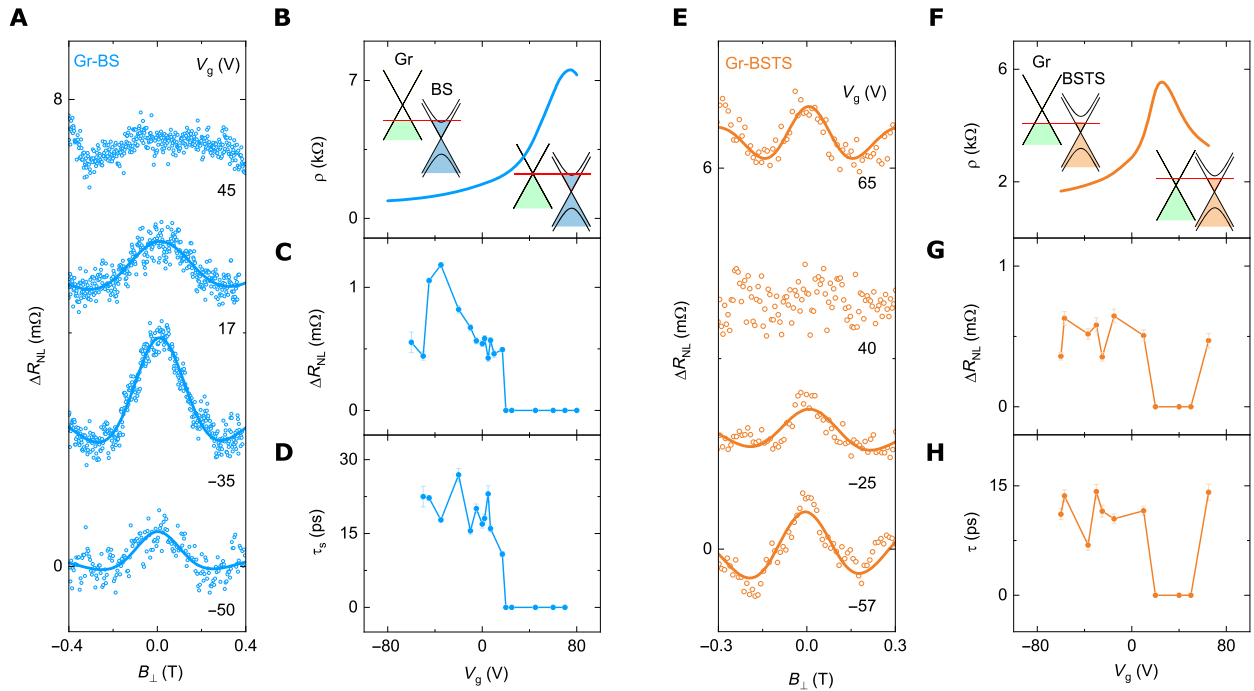 A
Gr-BS
V_g (V)
8
45
17
−35
0
−50
ΔR_NL (mΩ)
−0.4
0.0
0.4
B_⊥ (T)
B
Gr
BS
7
0
ρ (kΩ)
C
1
0
ΔR_NL (mΩ)
D
30
15
0
τ_s (ps)
−80
0
80
V_g (V)
E
Gr-BSTS
V_g (V)
6
65
40
−25
0
−57
ΔR_NL (mΩ)
−0.3
0.0
0.3
B_⊥ (T)
F
Gr
BSTS
6
2
ρ (kΩ)
G
1
0
ΔR_NL (mΩ)
H
15
0
τ (ps)
−80
0
80
V_g (V)